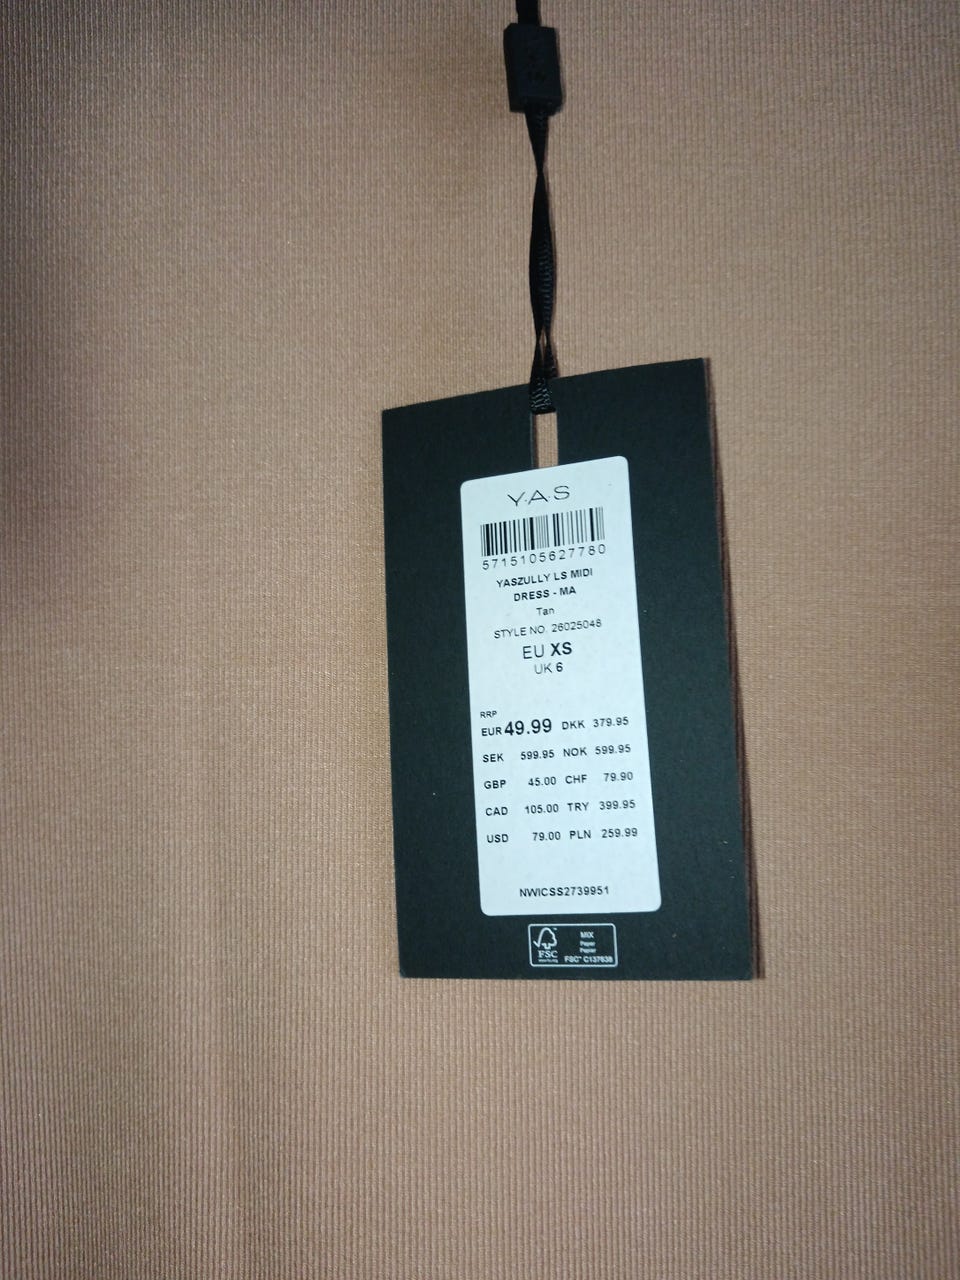 Y.A.S
5715105627780
YASZULLY LS MIDI
DRESS - MA
Tan
STYLE NO. 26025048
EU XS
UK 6
RRP
EUR 49.99 DKK 379.95
SEK 599.95 NOK 599.95
GBP 45.00 CHF 79.90
CAD 105.00 TRY 399.95
USD 79.00 PLN 259.99
NWICSS2739951
FSC
MIX
Paper
Papier